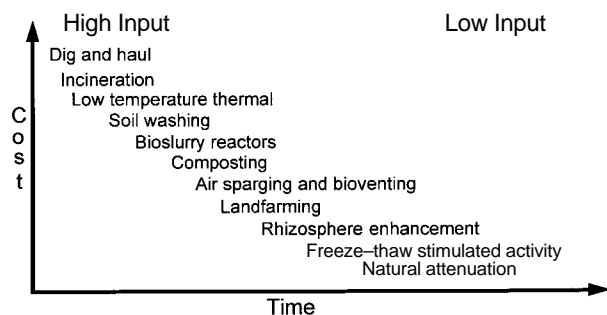 High Input
Low Input
Dig and haul
Incineration
Low temperature thermal
Soil washing
Bioslurry reactors
Composting
Air sparging and bioventing
Landfarming
Rhizosphere enhancement
Freeze–thaw stimulated activity
Natural attenuation
Cost
Time